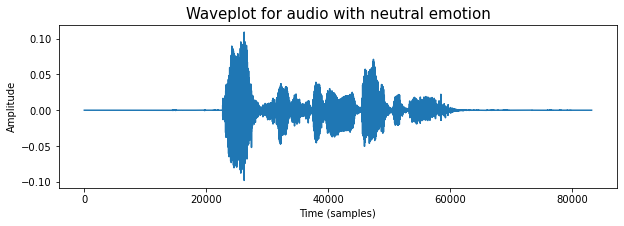 Waveplot for audio with neutral emotion
0.10
0.05
0.00
−0.05
−0.10
Amplitude
0 20000 40000 60000 80000
Time (samples)